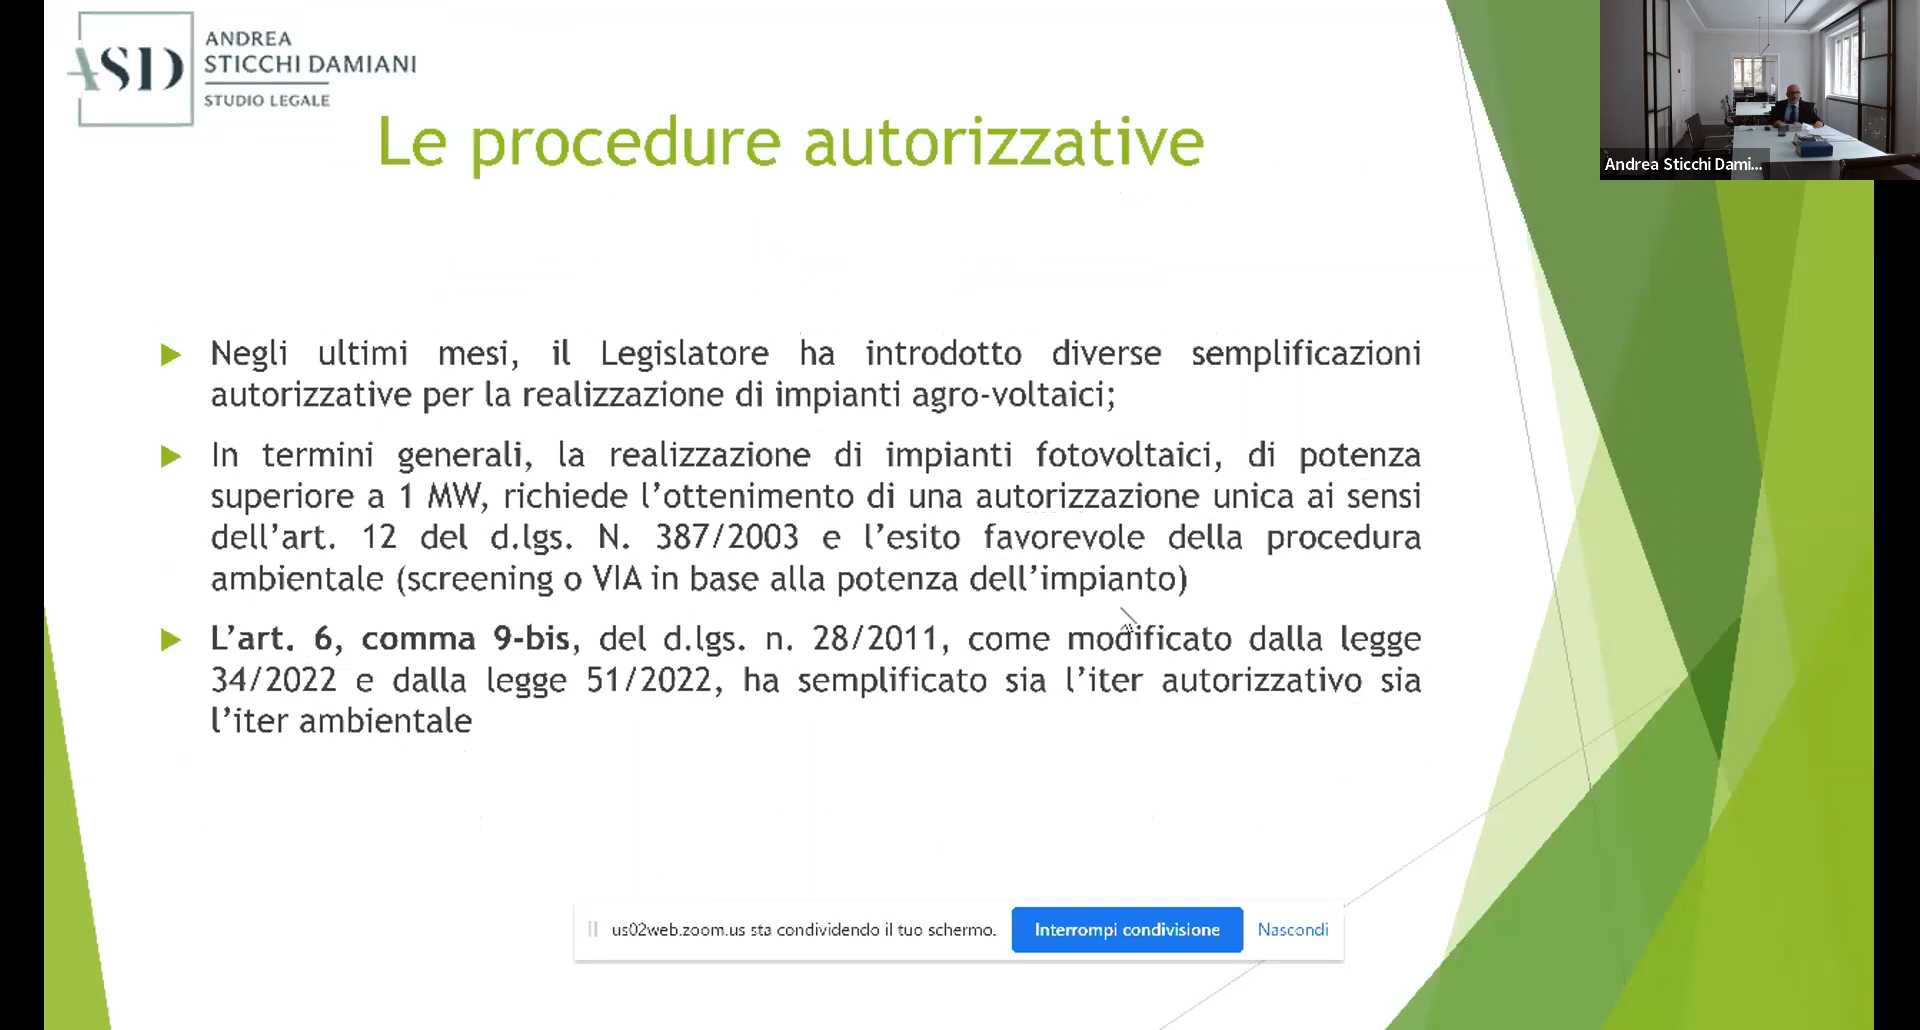 ASD
ANDREA
STICCHI DAMIANI
STUDIO LEGALE
Andrea Sticchi Dami...
Le procedure autorizzative
Negli ultimi mesi, il Legislatore ha introdotto diverse semplificazioni
autorizzative per la realizzazione di impianti agro-voltaici;
In termini generali, la realizzazione di impianti fotovoltaici, di potenza
superiore a 1 MW, richiede l’ottenimento di una autorizzazione unica ai sensi
dell’art. 12 del d.lgs. N. 387/2003 e l’esito favorevole della procedura
ambientale (screening o VIA in base alla potenza dell’impianto)
L’art. 6, comma 9-bis, del d.lgs. n. 28/2011, come modificato dalla legge
34/2022 e dalla legge 51/2022, ha semplificato sia l’iter autorizzativo sia
l’iter ambientale
us02web.zoom.us sta condividendo il tuo schermo.
Interrompi condivisione
Nascondi